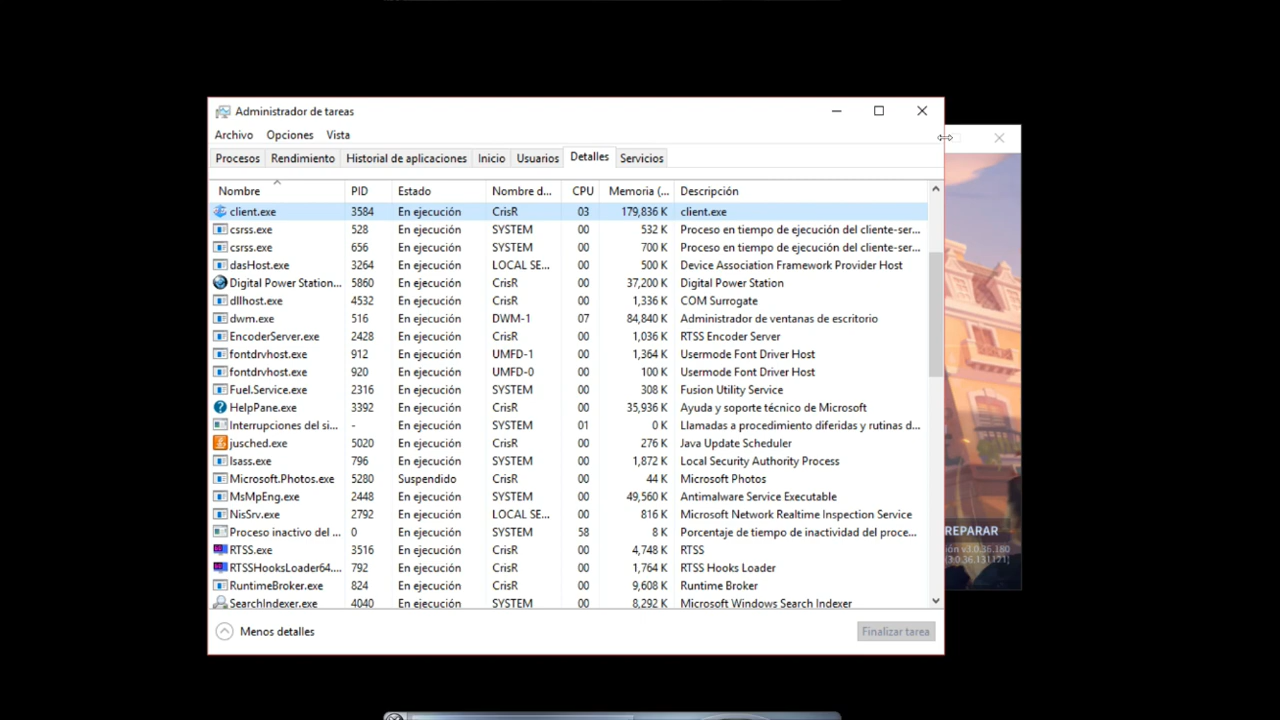 Administrador de tareas
Archivo Opciones Vista
Procesos Rendimiento Historial de aplicaciones Inicio Usuarios Detalles Servicios
Nombre PID Estado Nombre d... CPU Memoria (... Descripción
client.exe 3584 En ejecución CrisR 03 179,836 K client.exe
csrss.exe 528 En ejecución SYSTEM 00 532 K Proceso en tiempo de ejecución del cliente-ser...
csrss.exe 656 En ejecución SYSTEM 00 700 K Proceso en tiempo de ejecución del cliente-ser...
dasHost.exe 3264 En ejecución LOCAL SE... 00 500 K Device Association Framework Provider Host
Digital Power Station... 5860 En ejecución CrisR 00 37,200 K Digital Power Station
dllhost.exe 4532 En ejecución CrisR 00 1,336 K COM Surrogate
dwm.exe 516 En ejecución DWM-1 07 84,840 K Administrador de ventanas de escritorio
EncoderServer.exe 2428 En ejecución CrisR 00 1,036 K RTSS Encoder Server
fontdrvhost.exe 912 En ejecución UMFD-1 00 1,364 K Usermode Font Driver Host
fontdrvhost.exe 920 En ejecución UMFD-0 00 100 K Usermode Font Driver Host
Fuel.Service.exe 2316 En ejecución SYSTEM 00 308 K Fusion Utility Service
HelpPane.exe 3392 En ejecución CrisR 00 35,936 K Ayuda y soporte técnico de Microsoft
Interrupciones del si... - En ejecución SYSTEM 01 0 K Llamadas a procedimiento diferidas y rutinas d...
jusched.exe 5020 En ejecución CrisR 00 276 K Java Update Scheduler
lsass.exe 796 En ejecución SYSTEM 00 1,872 K Local Security Authority Process
Microsoft.Photos.exe 5280 Suspendido CrisR 00 44 K Microsoft Photos
MsMpEng.exe 2448 En ejecución SYSTEM 00 49,560 K Antimalware Service Executable
NisSrv.exe 2792 En ejecución LOCAL SE... 00 816 K Microsoft Network Realtime Inspection Service
Proceso inactivo del ... 0 En ejecución SYSTEM 58 8 K Porcentaje de tiempo de inactividad del proce...
RTSS.exe 3516 En ejecución CrisR 00 4,748 K RTSS
RTSSHooksLoader64.... 792 En ejecución CrisR 00 1,764 K RTSS Hooks Loader
RuntimeBroker.exe 824 En ejecución CrisR 00 9,608 K Runtime Broker
SearchIndexer.exe 4040 En ejecución SYSTEM 00 8,292 K Microsoft Windows Search Indexer
Menos detalles Finalizar tarea
REPARAR
ión v3.0.36.180
[3.0.36.131121]